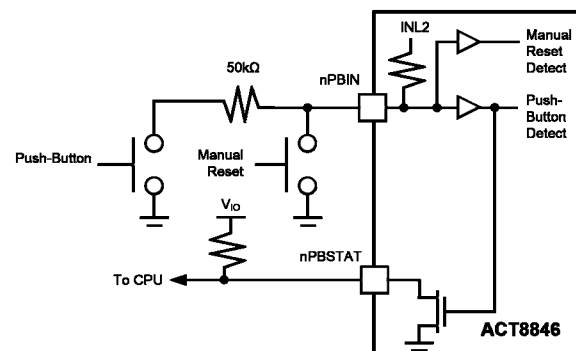 INL2
Manual
Reset
Detect
50kΩ
nPBIN
Push-
Button
Detect
Push-Button
Manual
Reset
VIO
nPBSTAT
To CPU
ACT8846